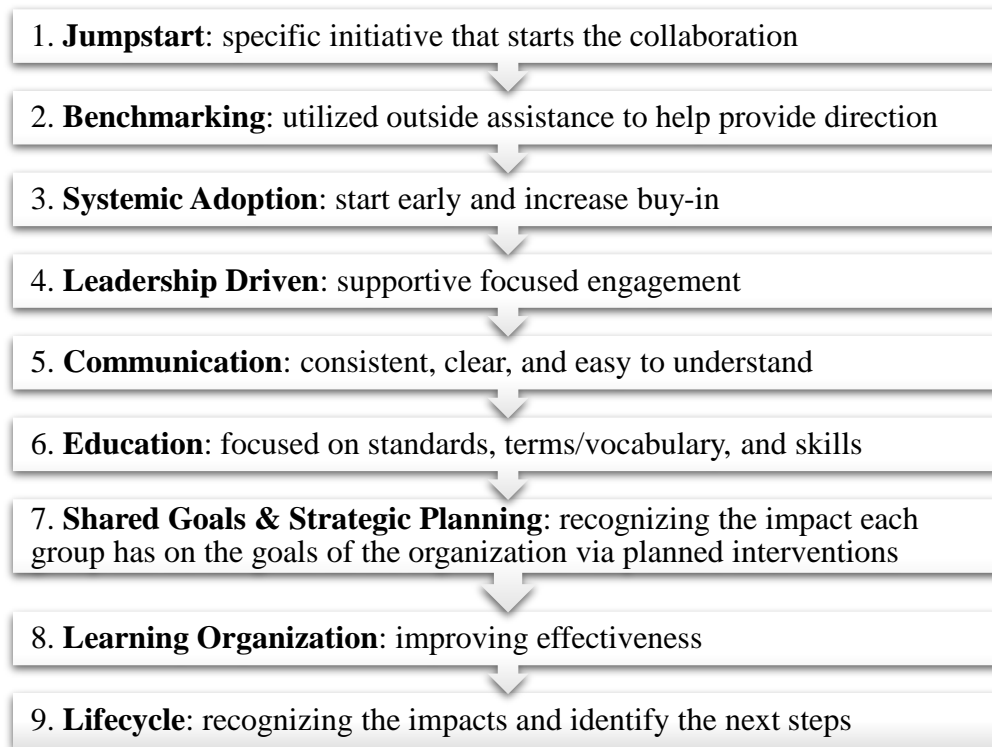 1. Jumpstart: specific initiative that starts the collaboration
2. Benchmarking: utilized outside assistance to help provide direction
3. Systemic Adoption: start early and increase buy-in
4. Leadership Driven: supportive focused engagement
5. Communication: consistent, clear, and easy to understand
6. Education: focused on standards, terms/vocabulary, and skills
7. Shared Goals & Strategic Planning: recognizing the impact each
group has on the goals of the organization via planned interventions
8. Learning Organization: improving effectiveness
9. Lifecycle: recognizing the impacts and identify the next steps